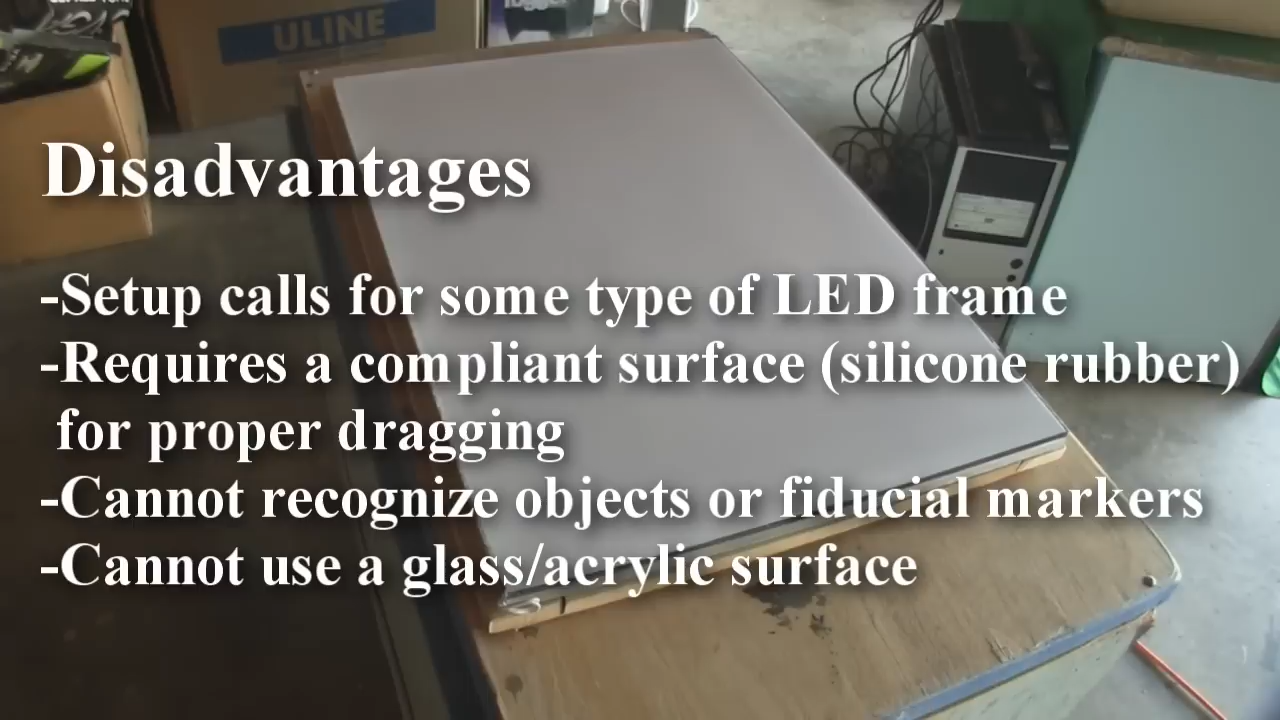 ULINE
Disadvantages
-Setup calls for some type of LED frame
-Requires a compliant surface (silicone rubber)
for proper dragging
-Cannot recognize objects or fiducial markers
-Cannot use a glass/acrylic surface